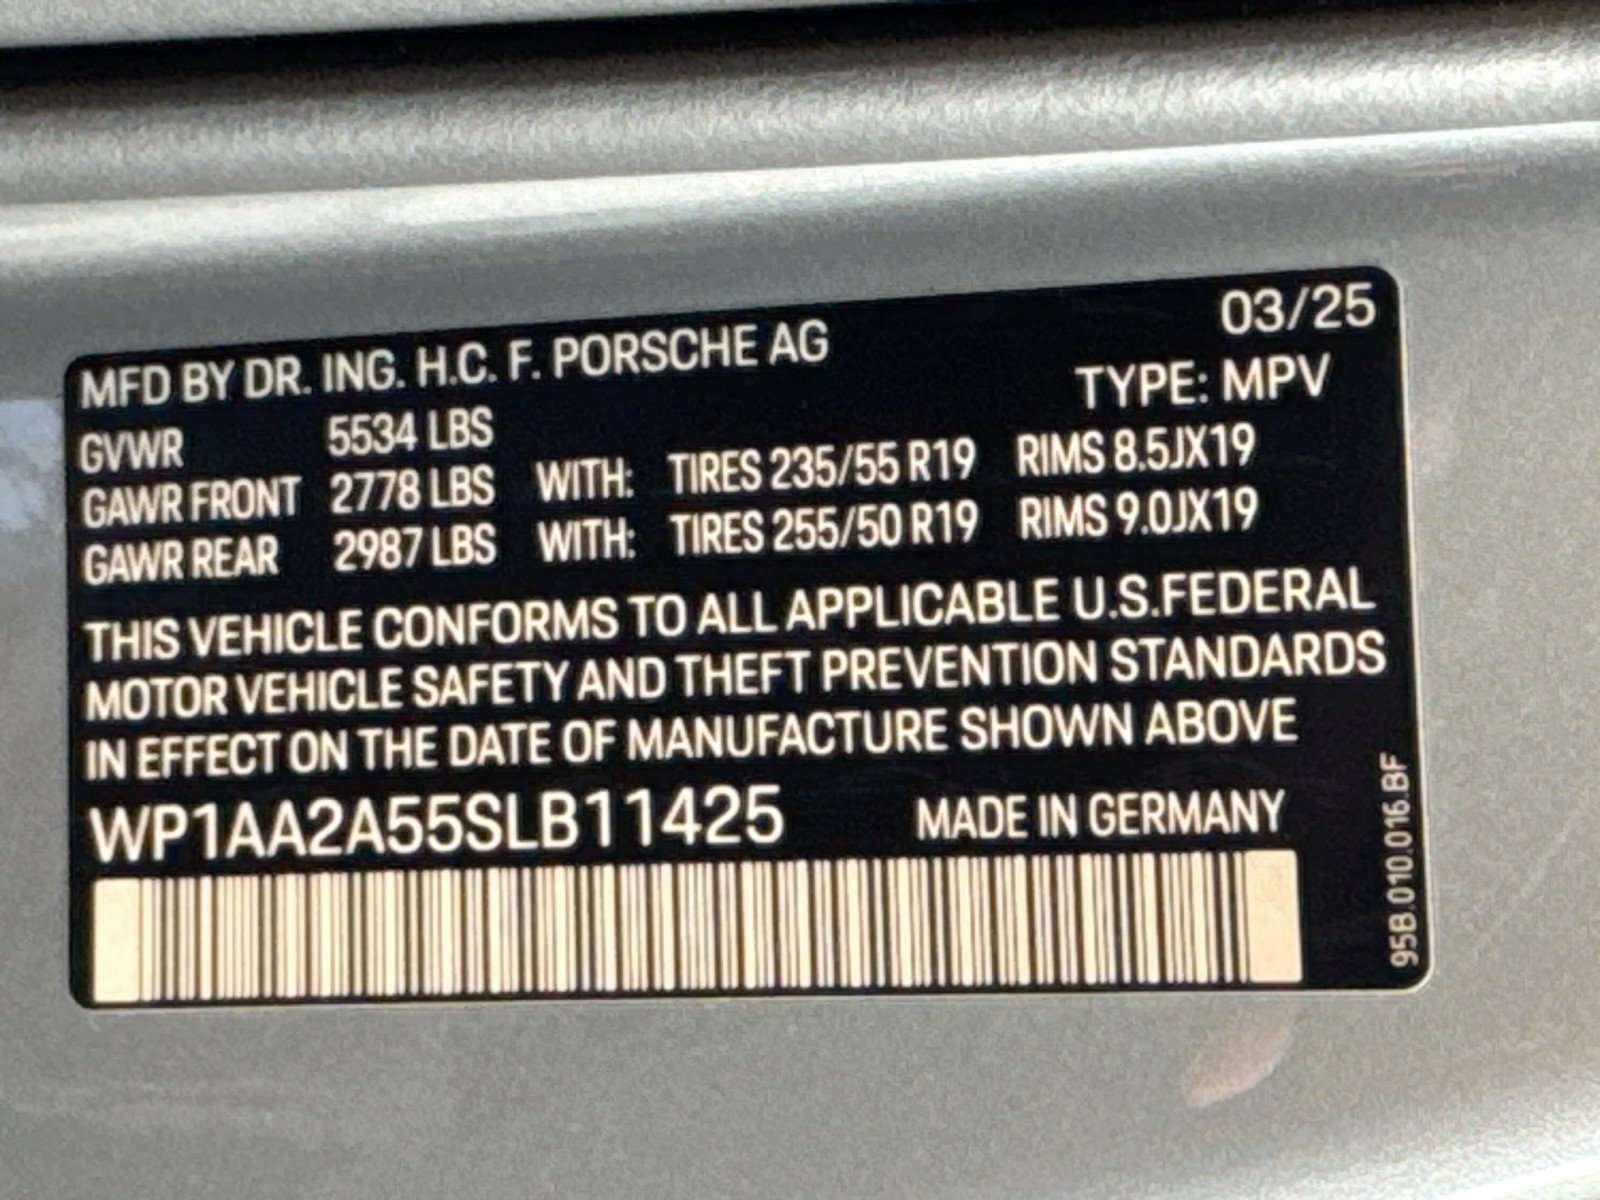 03/25
MFD BY DR. ING. H.C. F. PORSCHE AG
TYPE: MPV
GVWR 5534 LBS
GAWR FRONT 2778 LBS WITH: TIRES 235/55 R19 RIMS 8.5JX19
GAWR REAR 2987 LBS WITH: TIRES 255/50 R19 RIMS 9.0JX19
THIS VEHICLE CONFORMS TO ALL APPLICABLE U.S.FEDERAL
MOTOR VEHICLE SAFETY AND THEFT PREVENTION STANDARDS
IN EFFECT ON THE DATE OF MANUFACTURE SHOWN ABOVE
WP1AA2A55SLB11425 MADE IN GERMANY
95B.010.016.BF